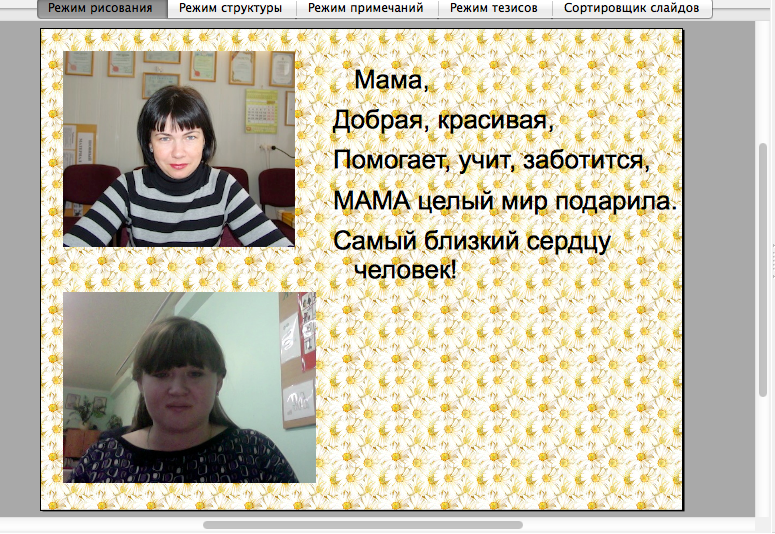 Режим рисования Режим структуры Режим примечаний Режим тезисов Сортировщик слайдов
Мама,
Добрая, красивая,
Помогает, учит, заботится,
МАМА целый мир подарила.
Самый близкий сердцу
человек!